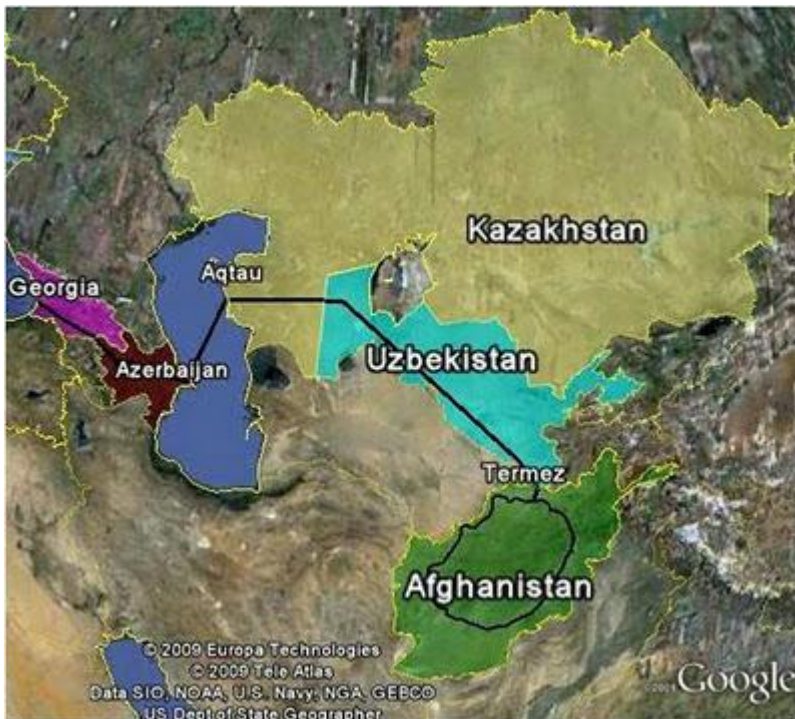 Kazakhstan
Aqtau
Georgia
Uzbekistan
Azerbaijan
Termez
Afghanistan
© 2009 Europa Technologies
© 2009 Tele Atlas
Data SIO, NOAA, U.S. Navy, NGA, GEBCO
US Dept of State Geographer
©2009 Google